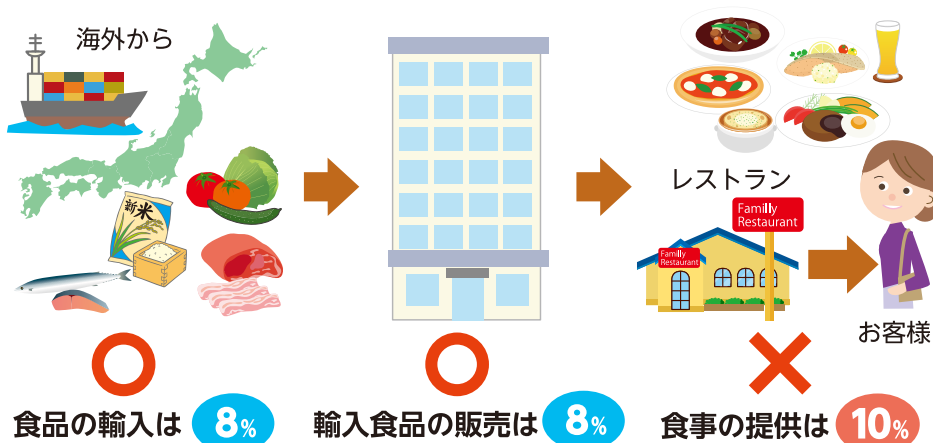 海外から
新米
レストラン
Familly
Restaurant
Familly
Restaurant
お客様
食品の輸入は 8%
輸入食品の販売は 8%
食事の提供は 10%